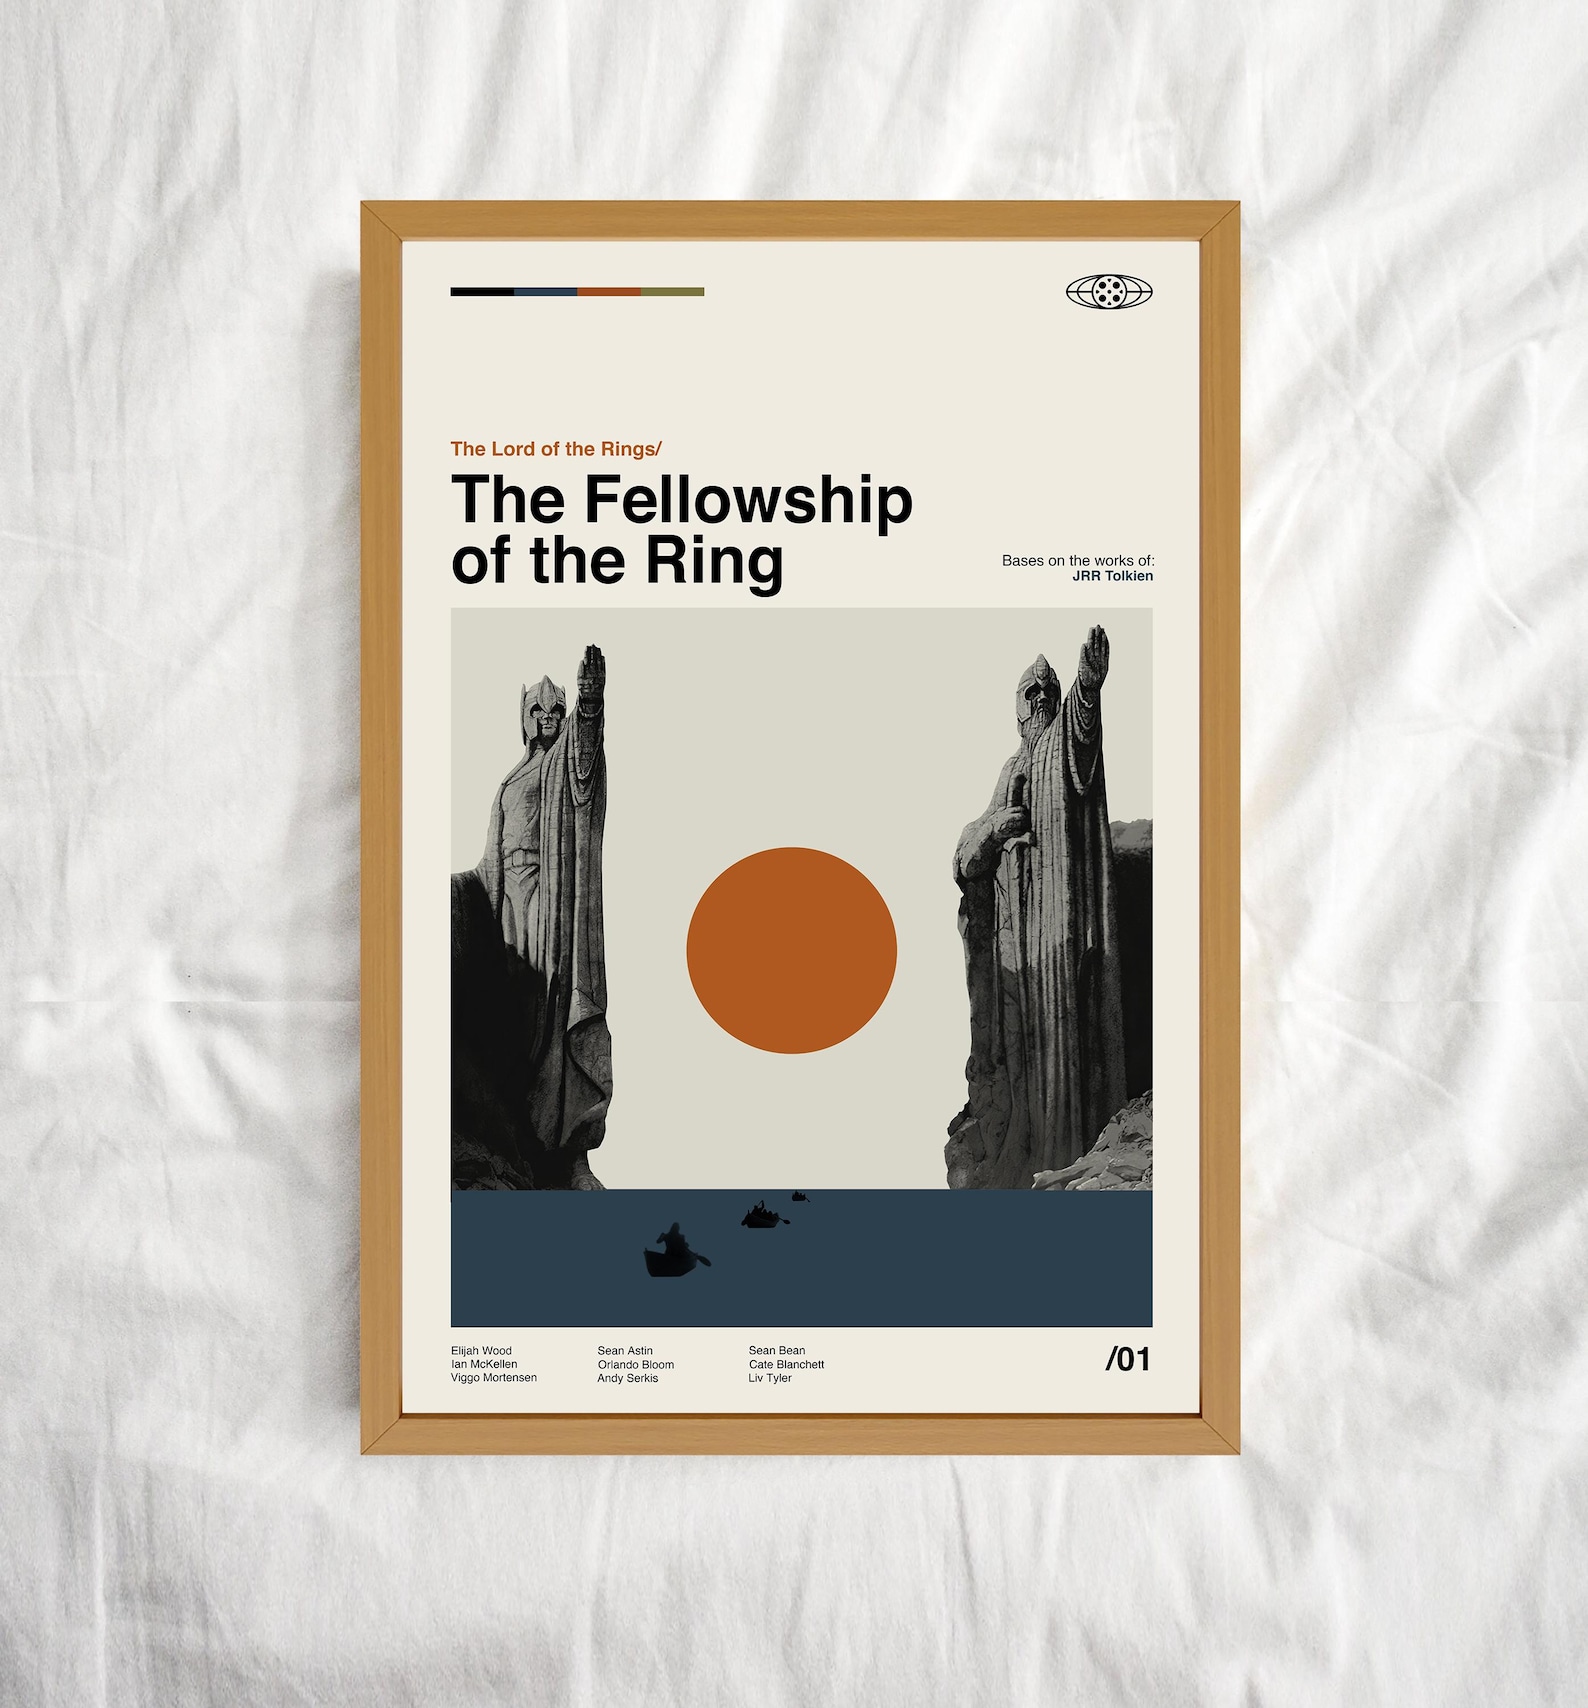 The Lord of the Rings/
The Fellowship
of the Ring
Bases on the works of:
JRR Tolkien
Elijah Wood
Ian McKellen
Viggo Mortensen
Sean Astin
Orlando Bloom
Andy Serkis
Sean Bean
Cate Blanchett
Liv Tyler
/01